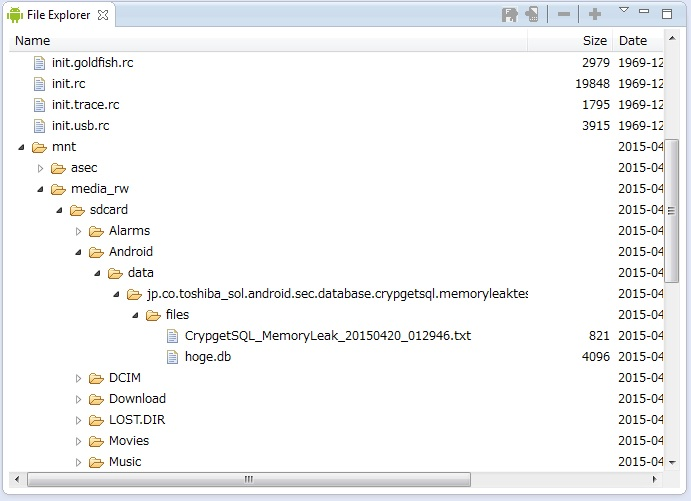 File Explorer
Name Size Date
init.goldfish.rc 2979 1969-12
init.rc 19848 1969-12
init.trace.rc 1795 1969-12
init.usb.rc 3915 1969-12
mnt 2015-04
asec 2015-04
media_rw 2015-04
sdcard 2015-04
Alarms 2015-04
Android 2015-04
data 2015-04
jp.co.toshiba_sol.android.sec.database.crypgetsql.memoryleaktes 2015-04
files 2015-04
CrypgetSQL_MemoryLeak_20150420_012946.txt 821 2015-04
hoge.db 4096 2015-04
DCIM 2015-04
Download 2015-04
LOST.DIR 2015-04
Movies 2015-04
Music 2015-04